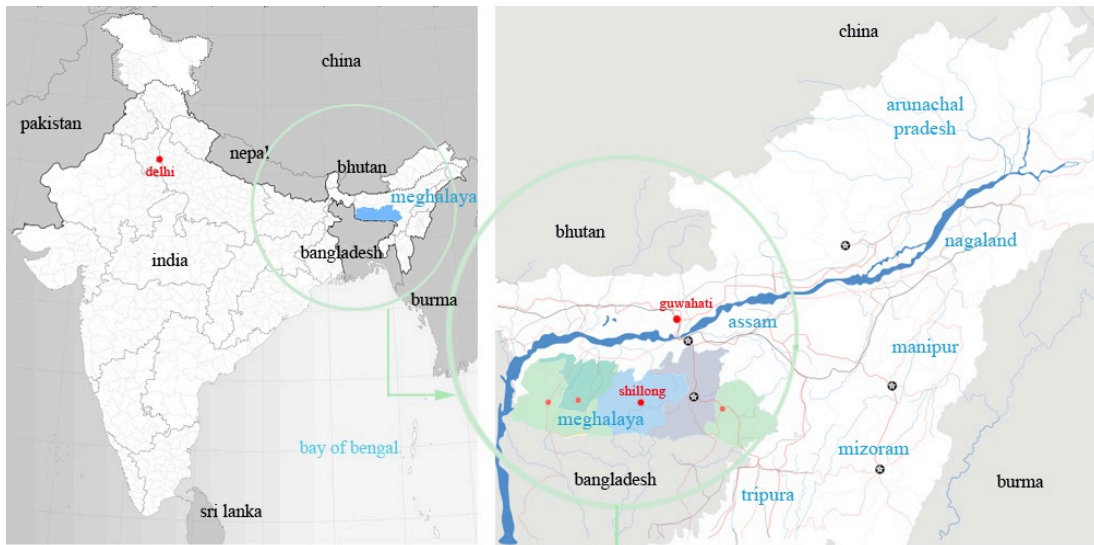 china
pakistan
nepal
bhutan
delhi
meghalaya
india
bangladesh
burma
bay of bengal
sri lanka
china
arunachal
pradesh
bhutan
nagaland
guwahati
assam
manipur
shillong
meghalaya
mizoram
bangladesh
tripura
burma